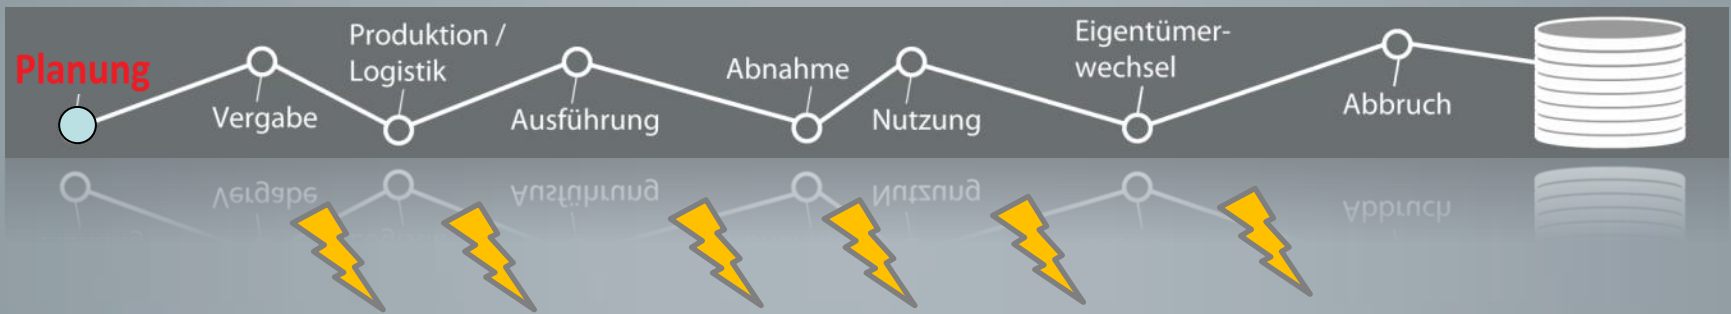 Planung
Vergabe
Produktion /
Logistik
Ausführung
Abnahme
Nutzung
Eigentümer-
wechsel
Abbruch